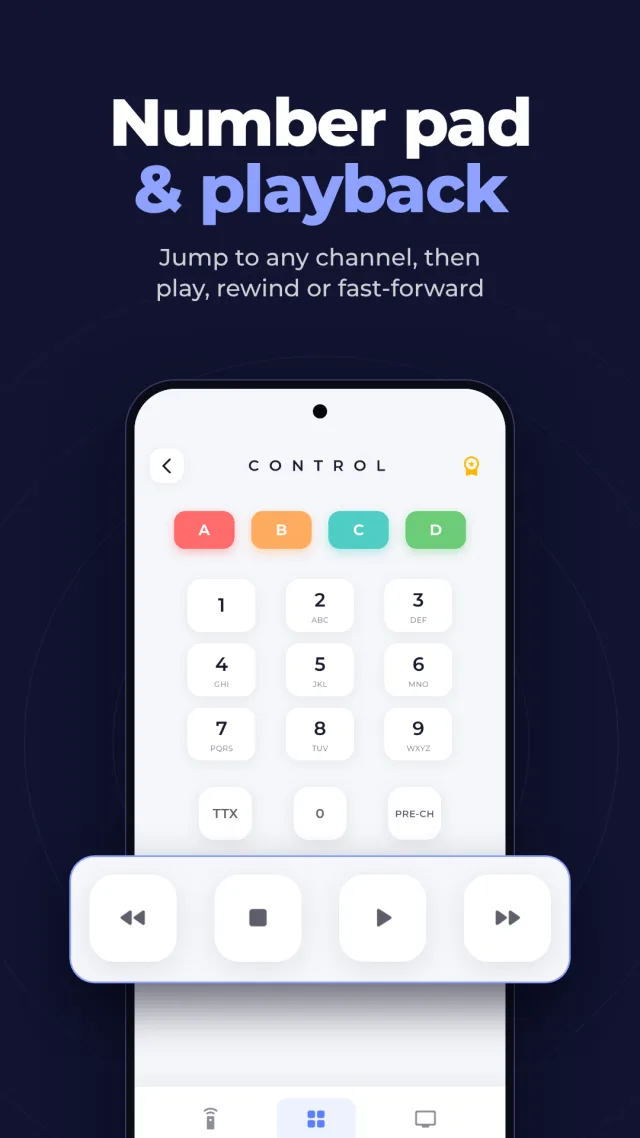 Number pad
& playback
Jump to any channel, then
play, rewind or fast-forward
CONTROL
A B C D
1 2 3
ABC DEF
4 5 6
GHI JKL MNO
7 8 9
PQRS TUV WXYZ
TTX 0 PRE-CH